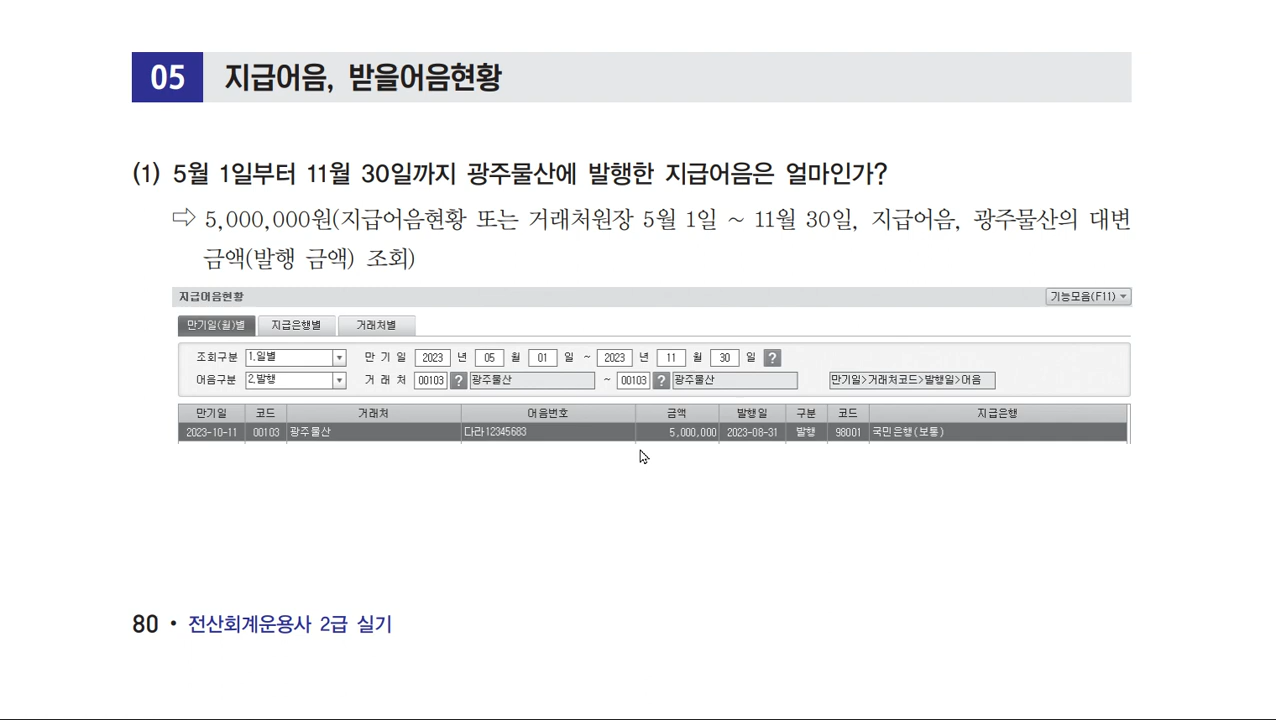 05 지급어음, 받을어음현황
(1) 5월 1일부터 11월 30일까지 광주물산에 발행한 지급어음은 얼마인가?
⇨ 5,000,000원(지급어음현황 또는 거래처원장 5월 1일 ~ 11월 30일, 지급어음, 광주물산의 대변
금액(발행 금액) 조회)
지급어음현황 기능모음(F11) ▼
만기일(월)별 지급은행별 거래처별
조회구분 1.일별 만 기 일 2023 년 05 월 01 일 ~ 2023 년 11 월 30 일 ?
어음구분 2.발행 거 래 처 00103 ? 광주물산 ~ 00103 ? 광주물산 만기일>거래처코드>발행일>어음
만기일 코드 거래처 어음번호 금액 발행일 구분 코드 지급은행
2023-10-11 00103 광주물산 다라12345683 5,000,000 2023-08-31 발행 98001 국민은행(보통)
80 • 전산회계운용사 2급 실기